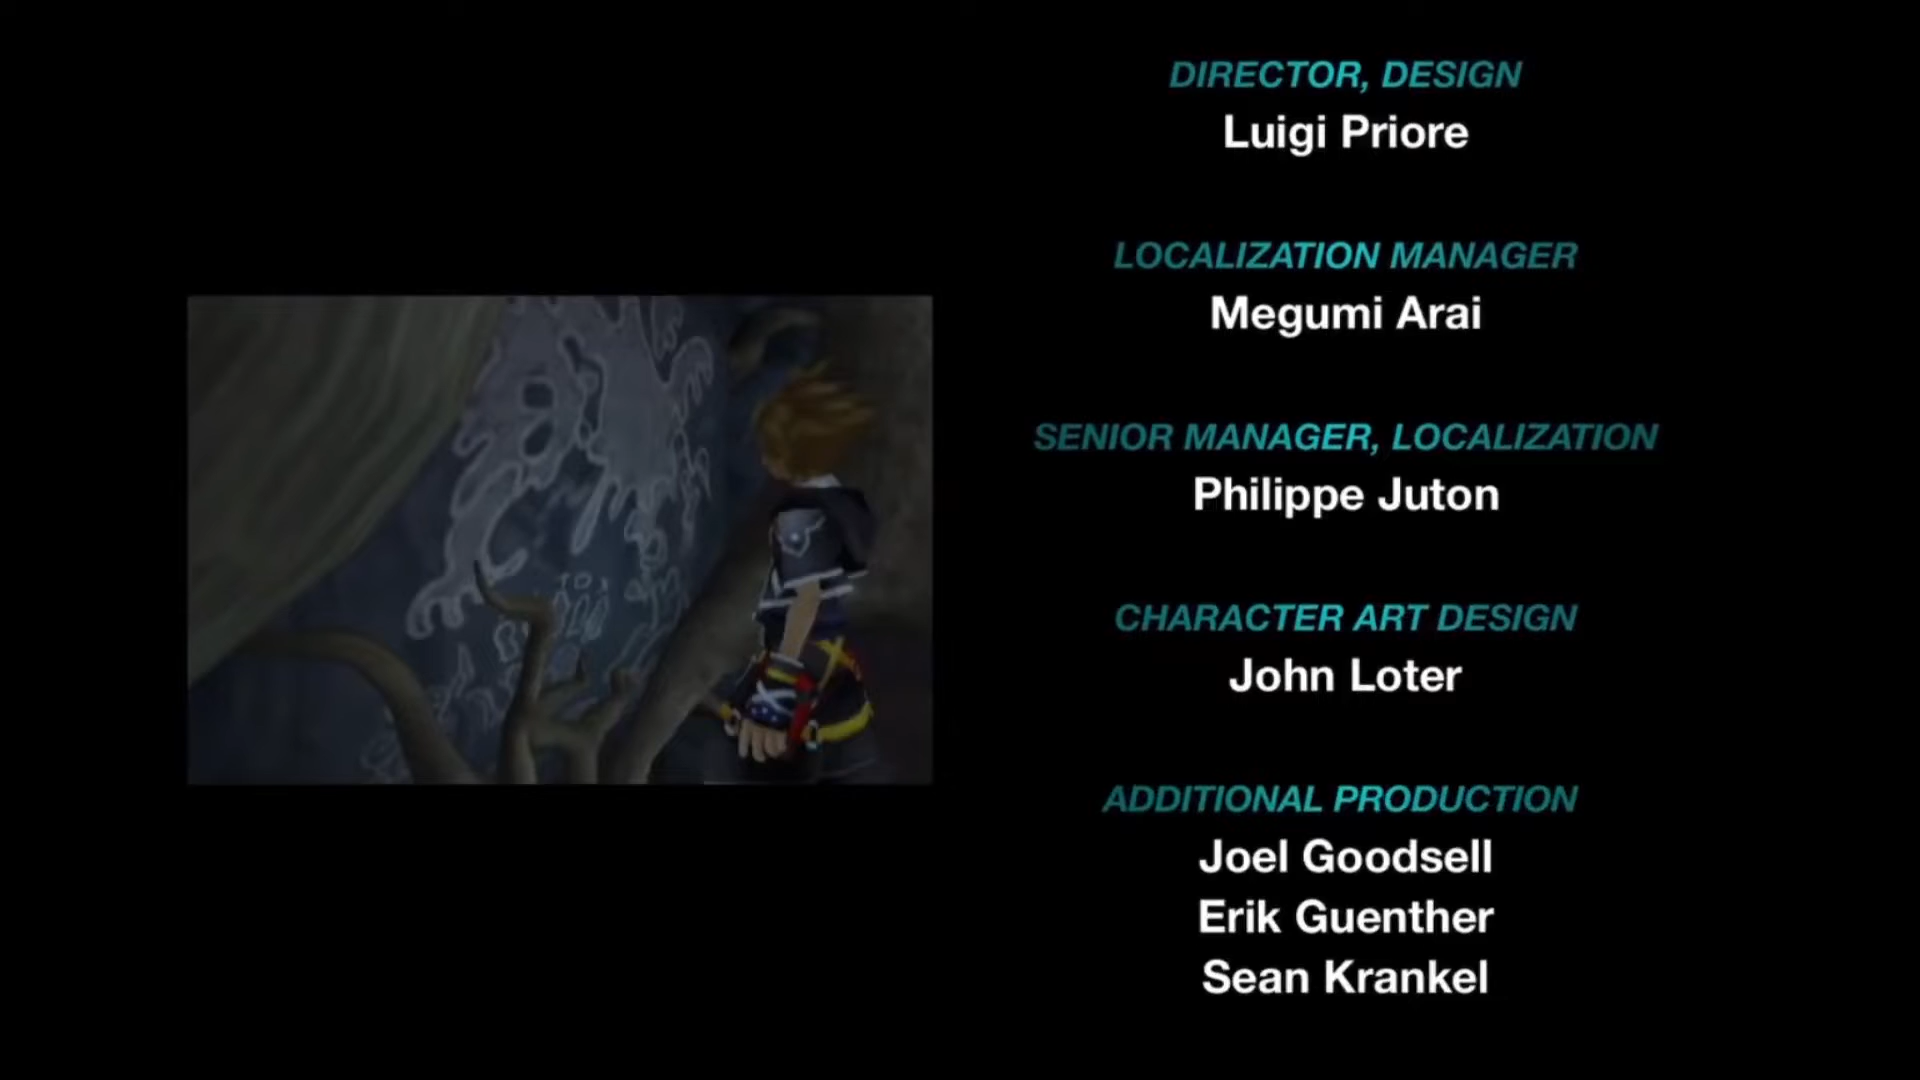 DIRECTOR, DESIGN
Luigi Priore
LOCALIZATION MANAGER
Megumi Arai
SENIOR MANAGER, LOCALIZATION
Philippe Juton
CHARACTER ART DESIGN
John Loter
ADDITIONAL PRODUCTION
Joel Goodsell
Erik Guenther
Sean Krankel